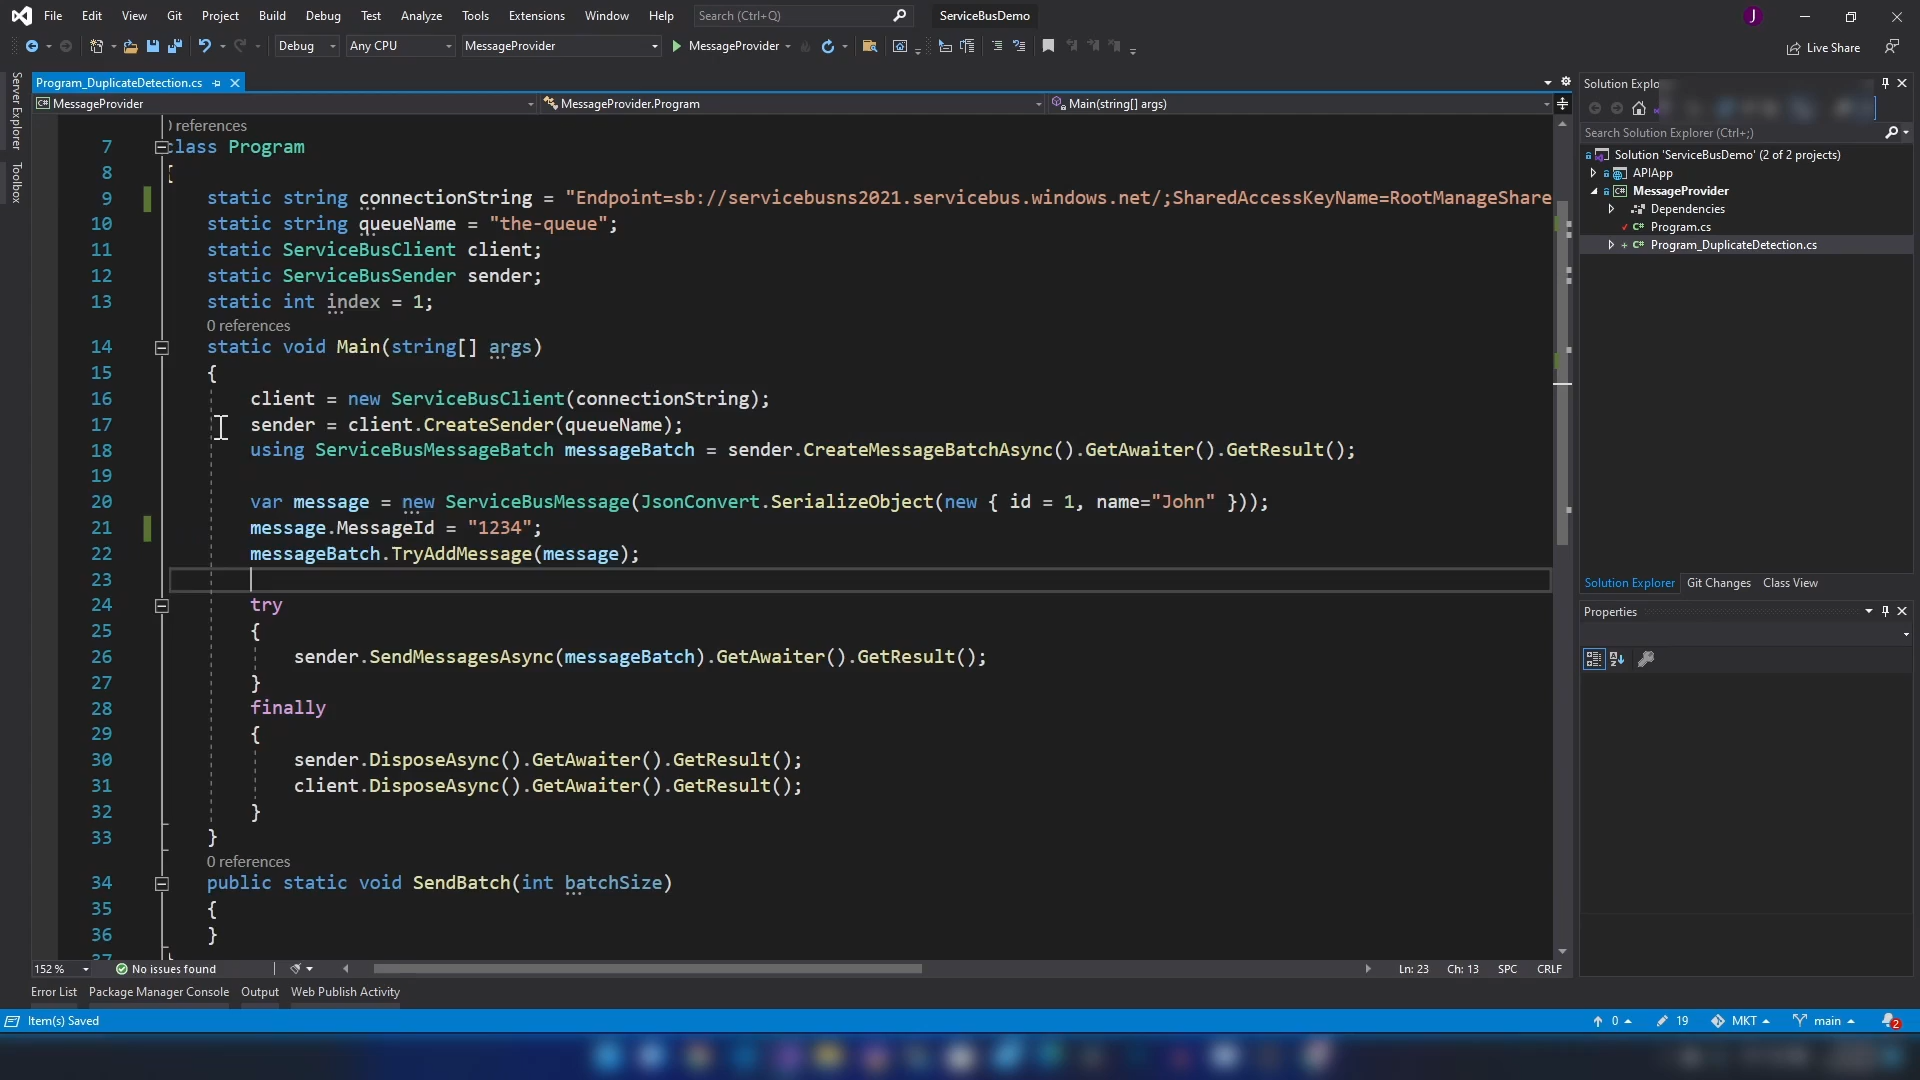 File Edit View Git Project Build Debug Test Analyze Tools Extensions Window Help Search (Ctrl+Q) ServiceBusDemo J
Debug Any CPU MessageProvider MessageProvider Live Share
Server Explorer
Toolbox
Program_DuplicateDetection.cs
MessageProvider MessageProvider.Program Main(string[] args)
references
7 class Program
8 {
9 static string connectionString = "Endpoint=sb://servicebusns2021.servicebus.windows.net/;SharedAccessKeyName=RootManageShare
10 static string queueName = "the-queue";
11 static ServiceBusClient client;
12 static ServiceBusSender sender;
13 static int index = 1;
0 references
14 static void Main(string[] args)
15 {
16 client = new ServiceBusClient(connectionString);
17 sender = client.CreateSender(queueName);
18 using ServiceBusMessageBatch messageBatch = sender.CreateMessageBatchAsync().GetAwaiter().GetResult();
19
20 var message = new ServiceBusMessage(JsonConvert.SerializeObject(new { id = 1, name="John" }));
21 message.MessageId = "1234";
22 messageBatch.TryAddMessage(message);
23
24 try
25 {
26 sender.SendMessagesAsync(messageBatch).GetAwaiter().GetResult();
27 }
28 finally
29 {
30 sender.DisposeAsync().GetAwaiter().GetResult();
31 client.DisposeAsync().GetAwaiter().GetResult();
32 }
33 }
0 references
34 public static void SendBatch(int batchSize)
35 {
36 }
37 }
152 % No issues found Ln: 23 Ch: 13 SPC CRLF
Error List Package Manager Console Output Web Publish Activity
Item(s) Saved 0 19 MKT main 2
Solution Explo
Search Solution Explorer (Ctrl+;)
Solution 'ServiceBusDemo' (2 of 2 projects)
APIApp
C# MessageProvider
Dependencies
C# Program.cs
C# Program_DuplicateDetection.cs
Solution Explorer Git Changes Class View
Properties